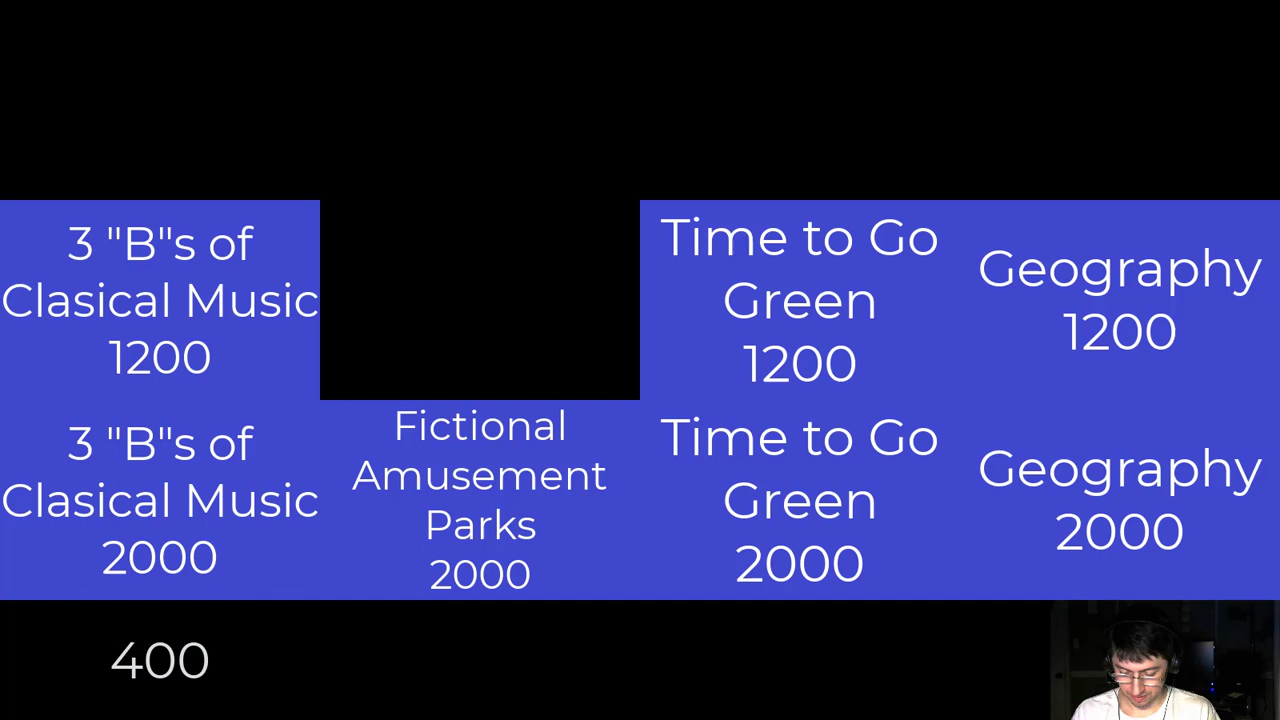 3 "B"s of
Clasical Music
1200
Time to Go
Green
1200
Geography
1200
3 "B"s of
Clasical Music
2000
Fictional
Amusement
Parks
2000
Time to Go
Green
2000
Geography
2000
400